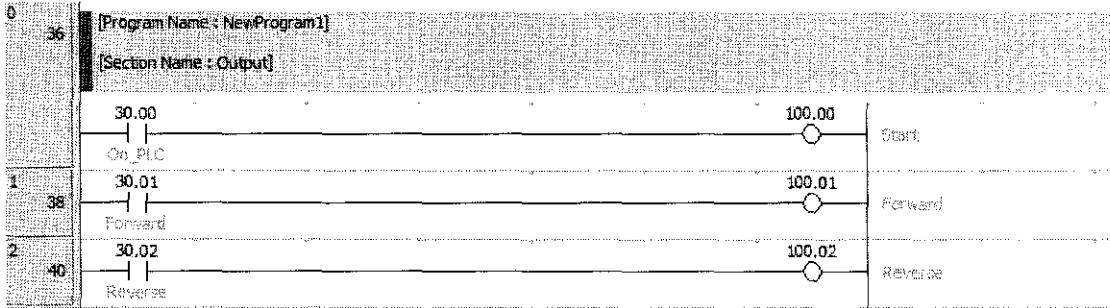 0
36
[Program Name : NewProgram1]
[Section Name : Output]
30.00 100.00
Start
On_PLC
1
30.01 100.01
38
Forward
Forward
2
30.02 100.02
40
Reverse
Reverse